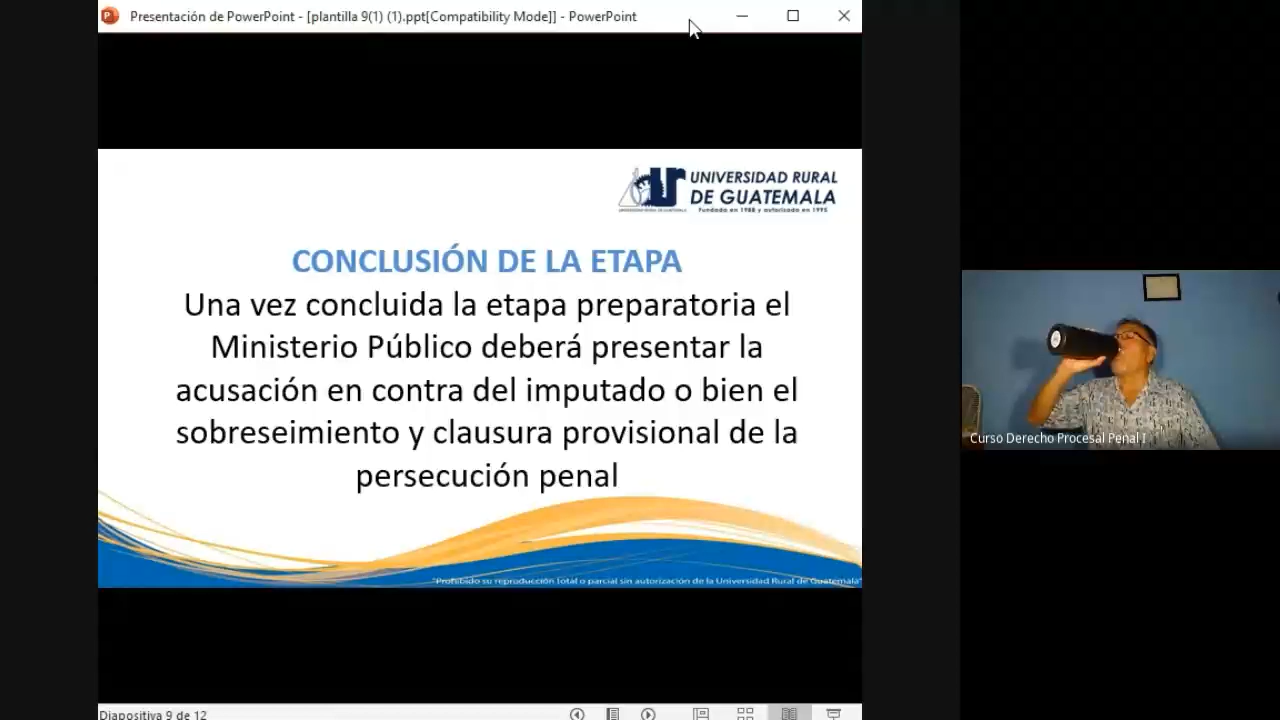 Presentación de PowerPoint - [plantilla 9(1) (1).ppt[Compatibility Mode]] - PowerPoint
UNIVERSIDAD RURAL
DE GUATEMALA
Fundada en 1988 y autorizada en 1995
CONCLUSIÓN DE LA ETAPA
Una vez concluida la etapa preparatoria el
Ministerio Público deberá presentar la
acusación en contra del imputado o bien el
sobreseimiento y clausura provisional de la
persecución penal
"Prohibido su reproducción total o parcial sin autorización de la Universidad Rural de Guatemala"
Curso Derecho Procesal Penal I
Diapositiva 9 de 12